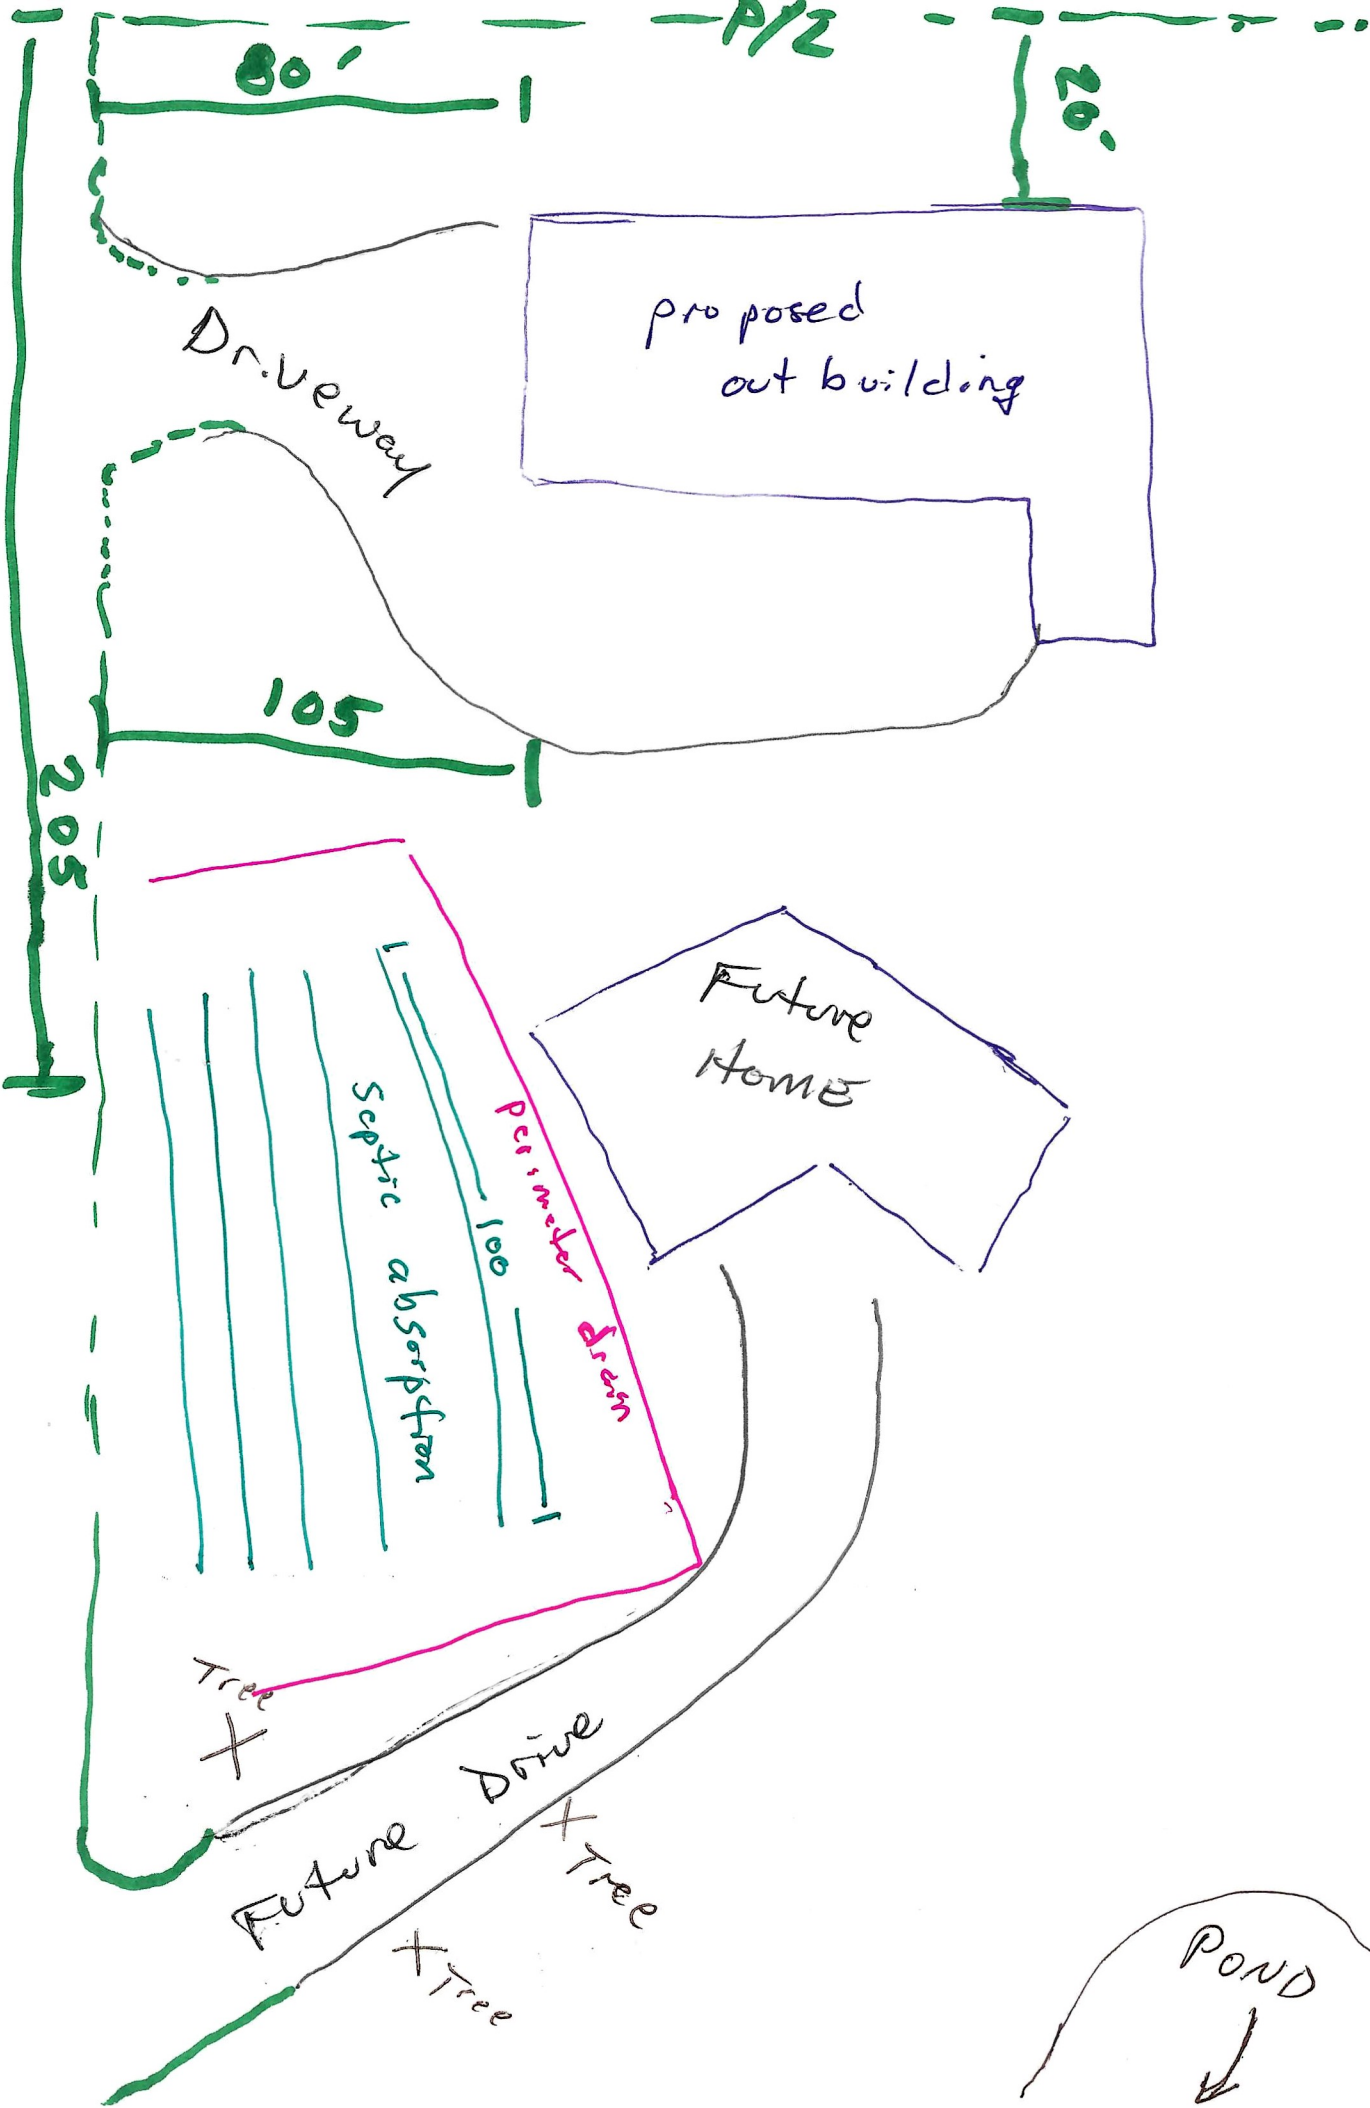 P/L
80'
20'
proposed
out building
Driveway
105
205
Future
HOME
Septic absorption
100
perimeter drain
Tree
Future Drive
Tree
Tree
POND